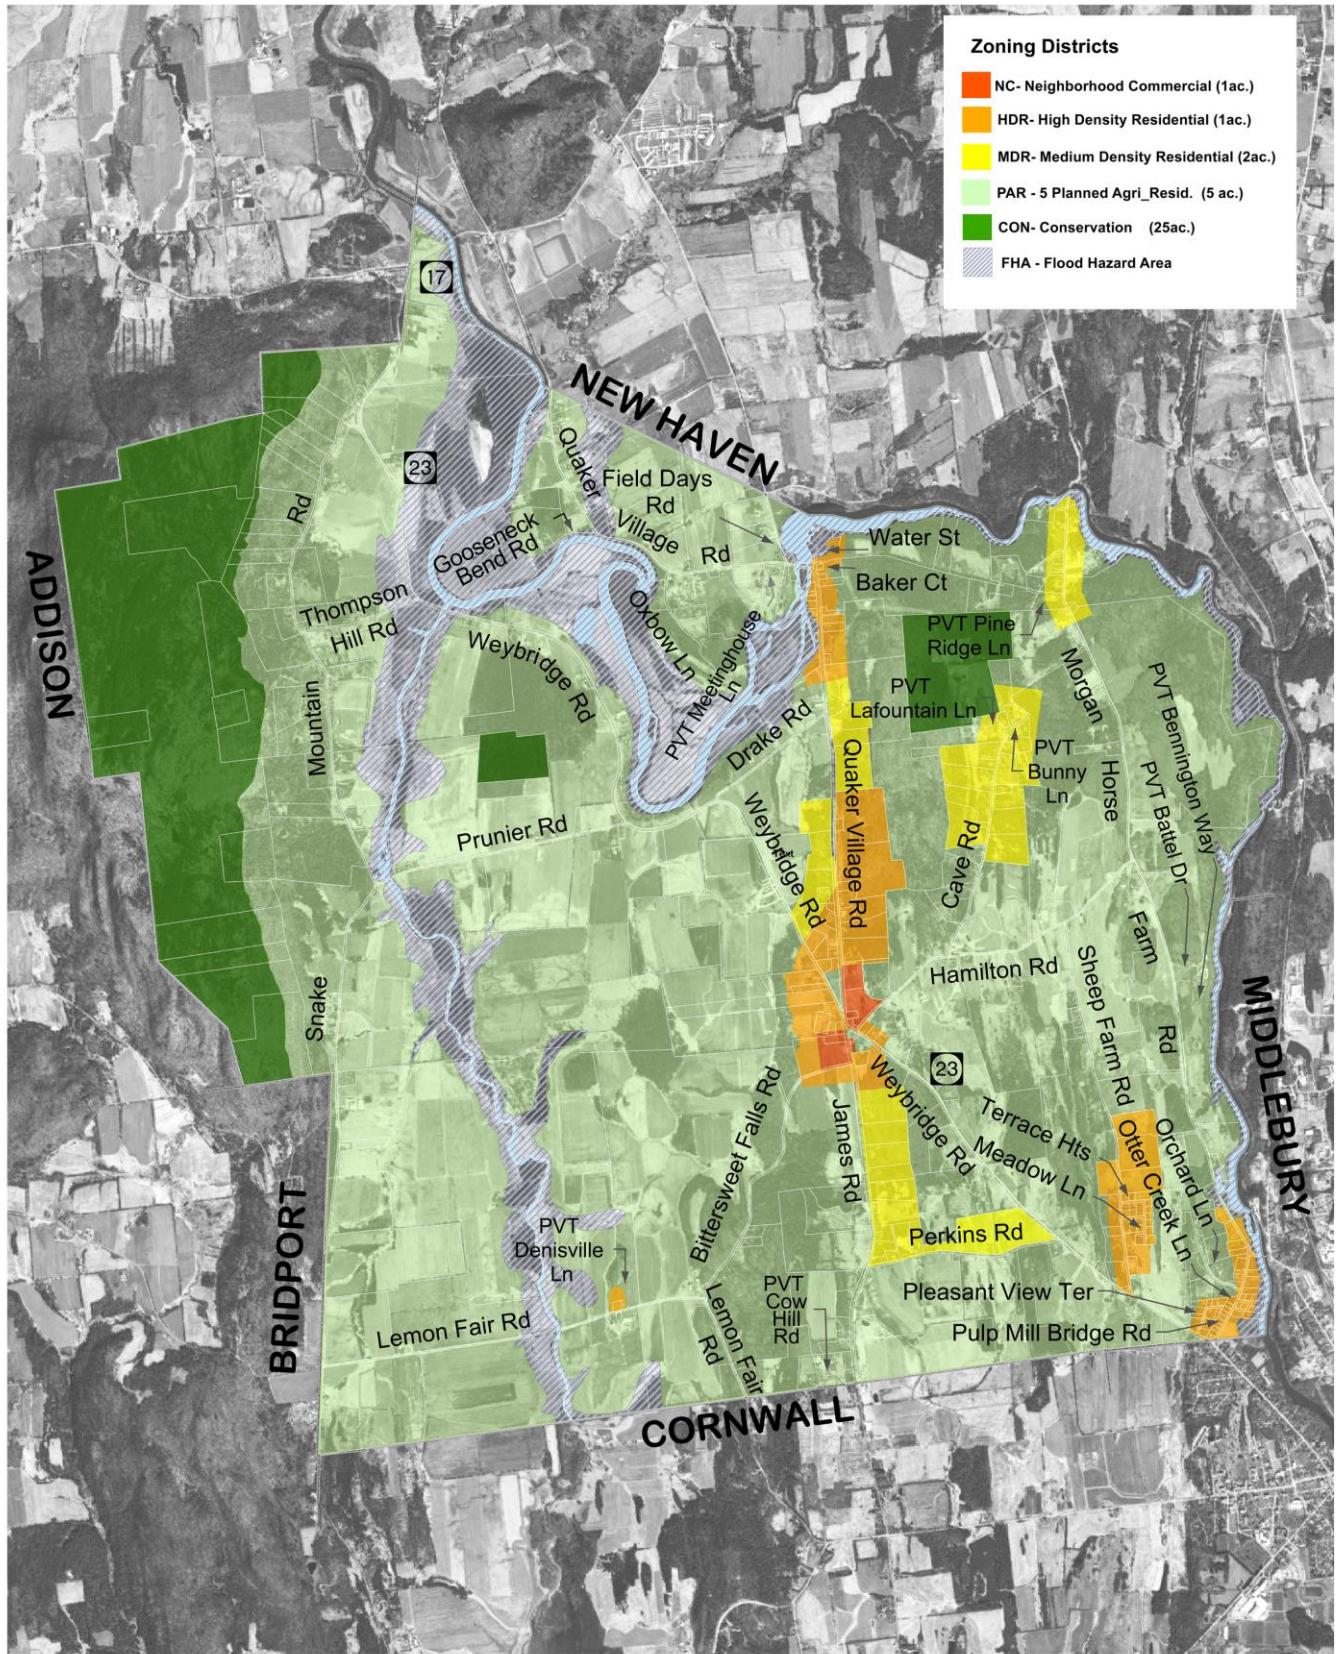 Zoning Districts
NC- Neighborhood Commercial (1ac.)
HDR- High Density Residential (1ac.)
MDR- Medium Density Residential (2ac.)
PAR - 5 Planned Agri_Resid. (5 ac.)
CON- Conservation (25ac.)
FHA - Flood Hazard Area
17
NEW HAVEN
23
Quaker
Village
Rd
Field Days
Rd
Rd
Gooseneck
Bend Rd
Water St
Baker Ct
ADDISON
Thompson
Hill Rd
Weybridge Rd
Oxbow Ln
PVT Meetinghouse
Ln
PVT Pine
Ridge Ln
PVT
Lafountain Ln
Morgan
Horse
Farm
Rd
PVT Bennington Way
PVT Battel Dr
Mountain
Drake Rd
Quaker Village Rd
PVT
Bunny
Ln
Prunier Rd
Weybridge Rd
Cave Rd
Snake
Hamilton Rd
Sheep Farm Rd
MIDDLEBURY
23
Bittersweet Falls Rd
James Rd
Weybridge Rd
Terrace Hts
Meadow Ln
Otter Creek Ln
Orchard Ln
BRIDPORT
PVT
Denisville
Ln
Perkins Rd
PVT
Cow
Hill
Rd
Pleasant View Ter
Pulp Mill Bridge Rd
Lemon Fair Rd
Lemon Fair
Rd
CORNWALL